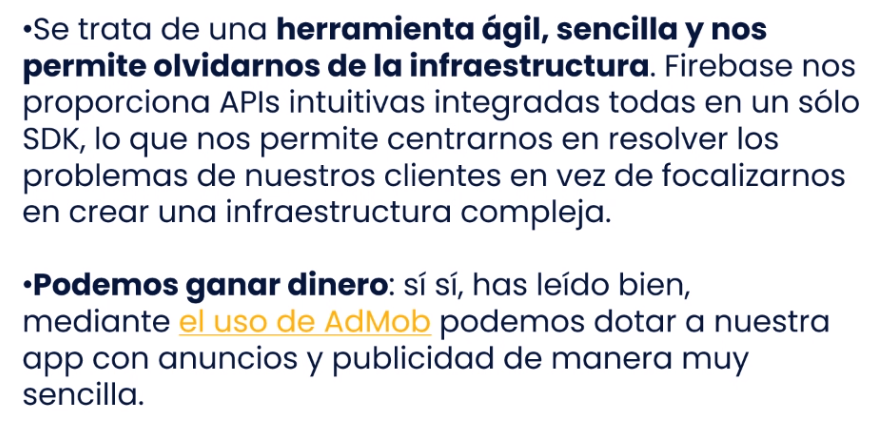 •Se trata de una herramienta ágil, sencilla y nos
permite olvidarnos de la infraestructura. Firebase nos
proporciona APIs intuitivas integradas todas en un sólo
SDK, lo que nos permite centrarnos en resolver los
problemas de nuestros clientes en vez de focalizarnos
en crear una infraestructura compleja.
•Podemos ganar dinero: sí sí, has leído bien,
mediante el uso de AdMob podemos dotar a nuestra
app con anuncios y publicidad de manera muy
sencilla.